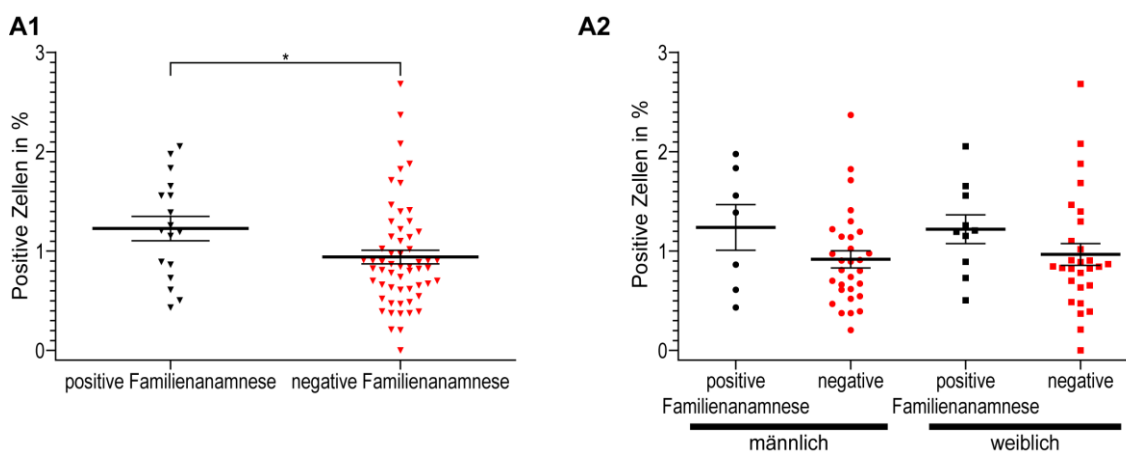 A1
Positive Zellen in %
3
2
1
0
*
positive Familienanamnese negative Familienanamnese
A2
Positive Zellen in %
3
2
1
0
positive negative positive negative
Familienanamnese Familienanamnese
männlich weiblich